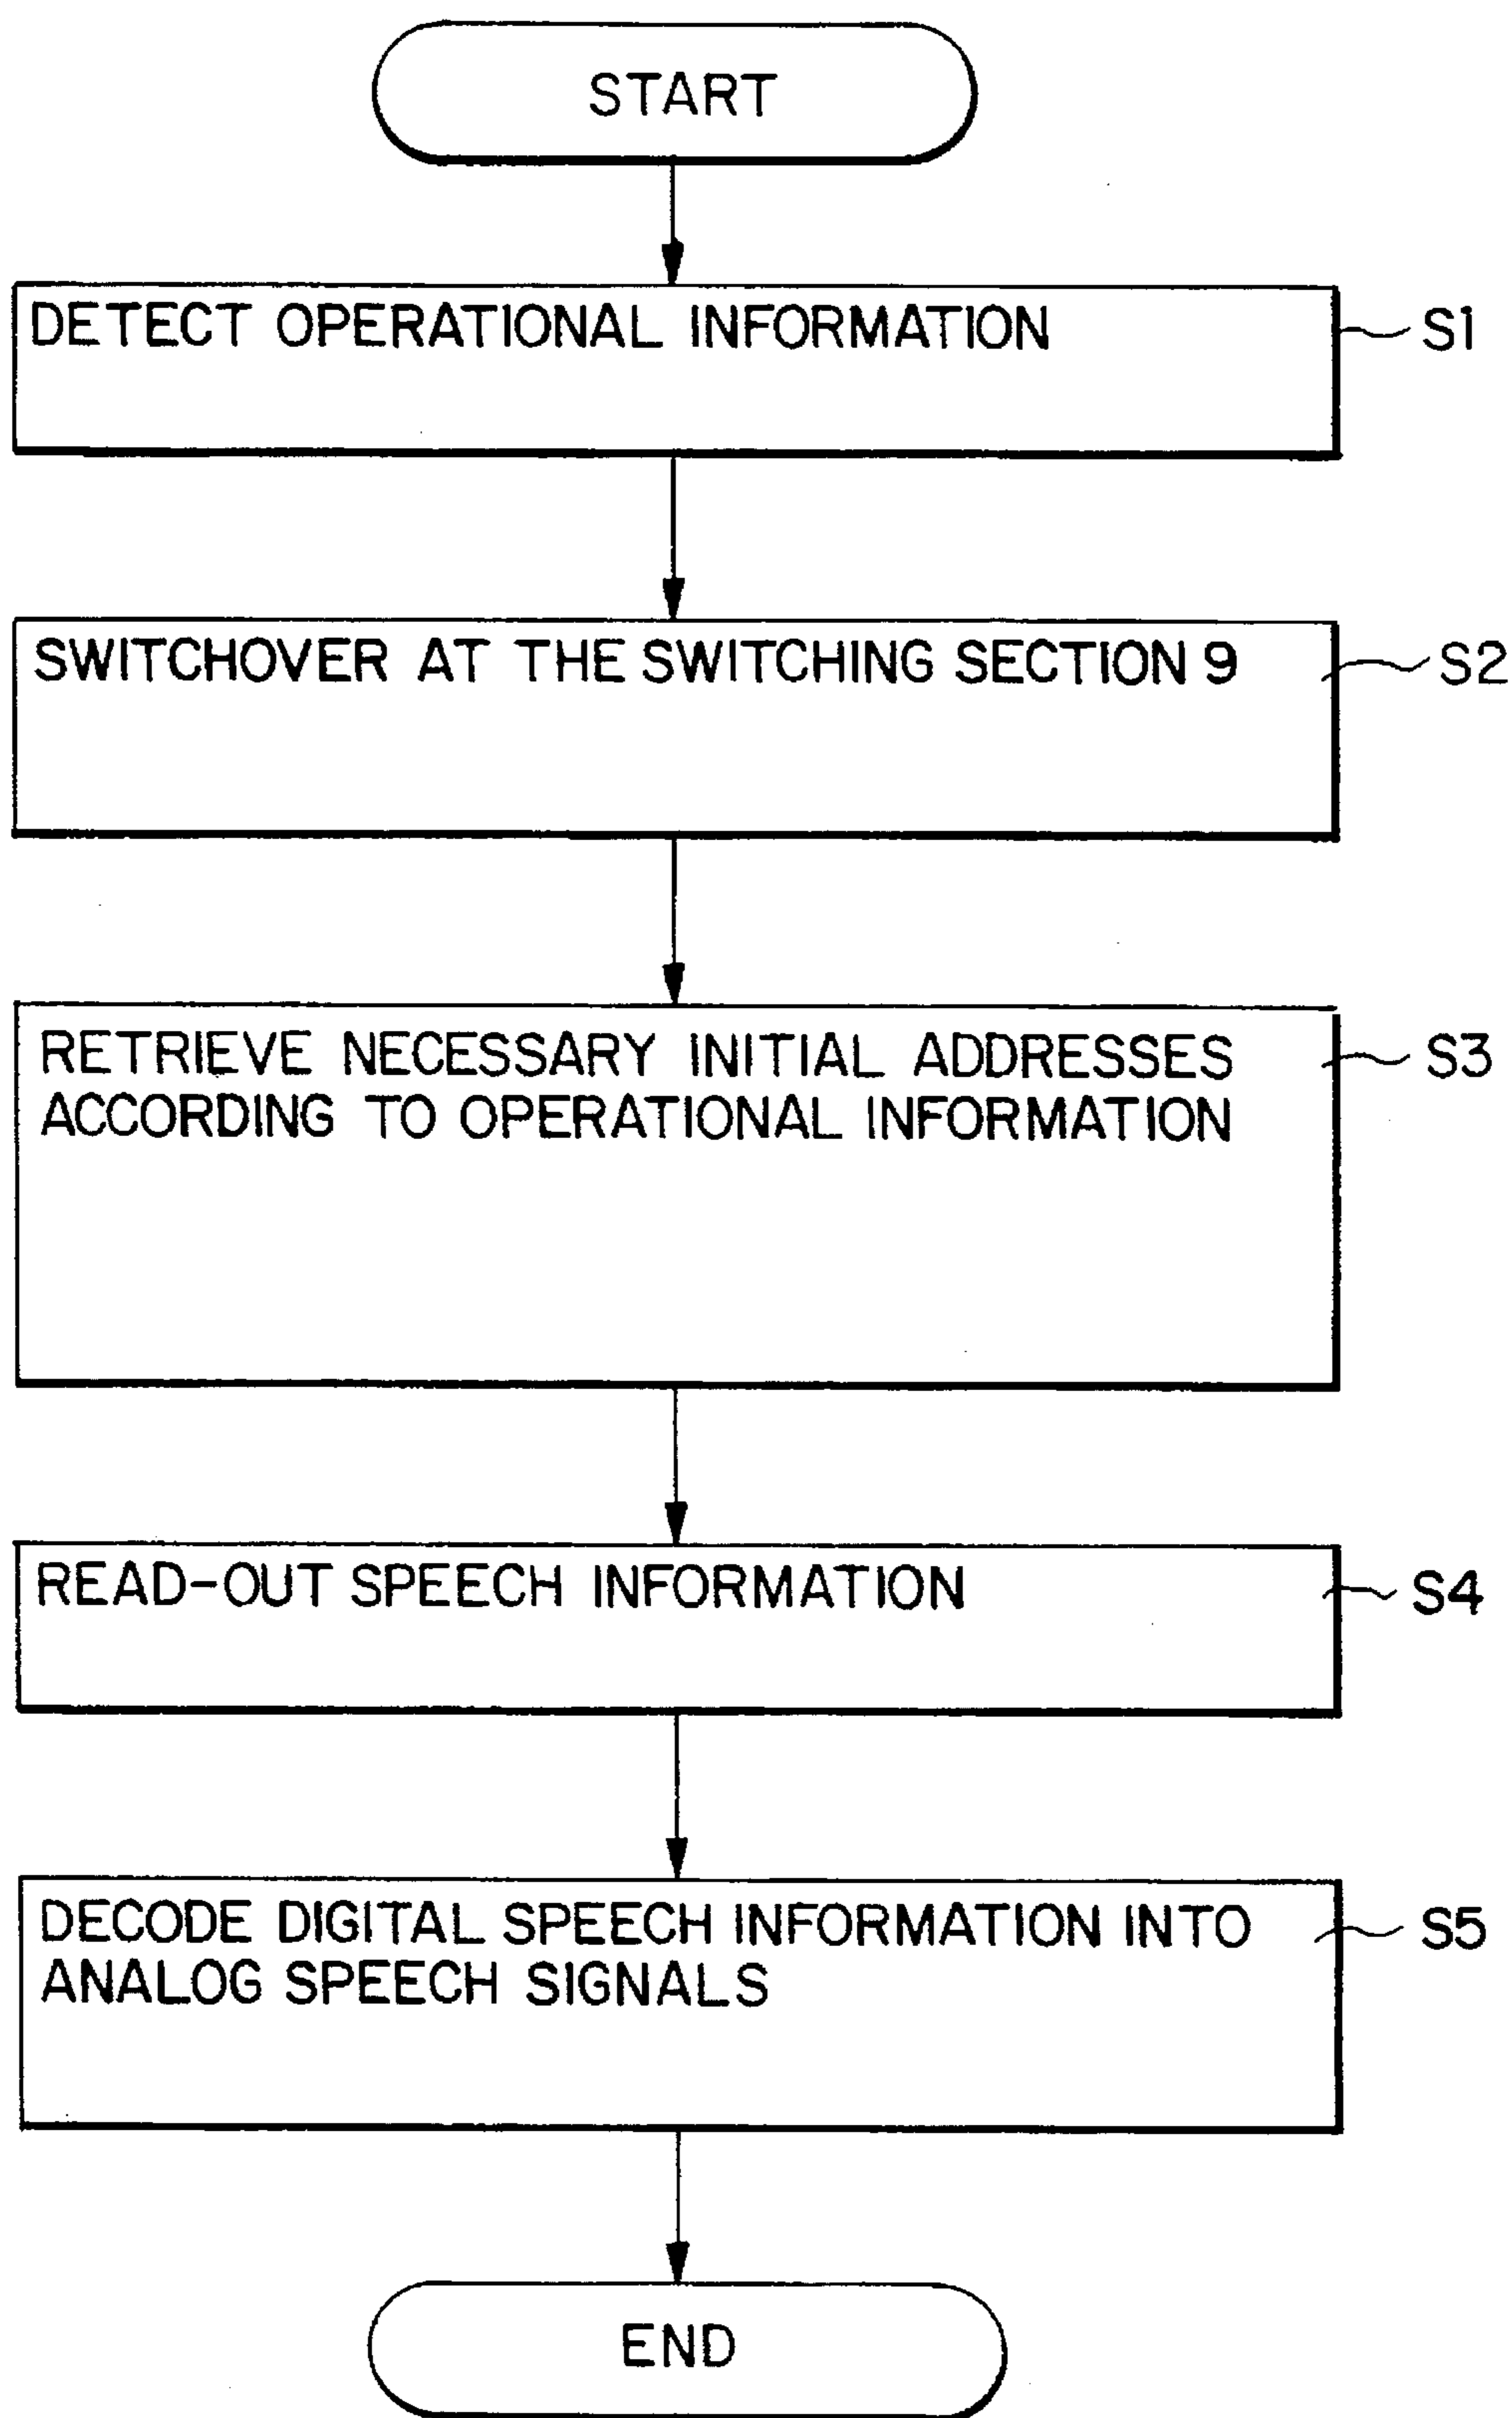 START
DETECT OPERATIONAL INFORMATION
S1
SWITCHOVER AT THE SWITCHING SECTION 9
S2
RETRIEVE NECESSARY INITIAL ADDRESSES
ACCORDING TO OPERATIONAL INFORMATION
S3
READ-OUT SPEECH INFORMATION
S4
DECODE DIGITAL SPEECH INFORMATION INTO
ANALOG SPEECH SIGNALS
S5
END